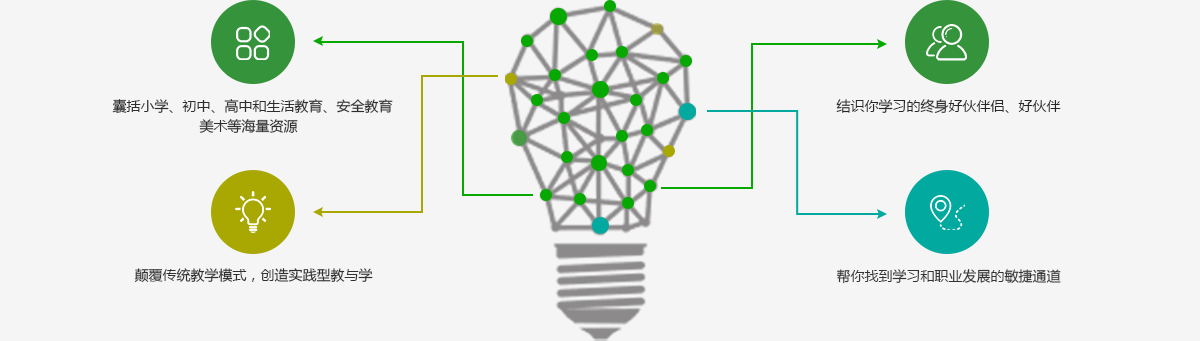 囊括小学、初中、高中和生活教育、安全教育
美术等海量资源
结识你学习的终身好伙伴侣、好伙伴
颠覆传统教学模式，创造实践型教与学
帮你找到学习和职业发展的敏捷通道